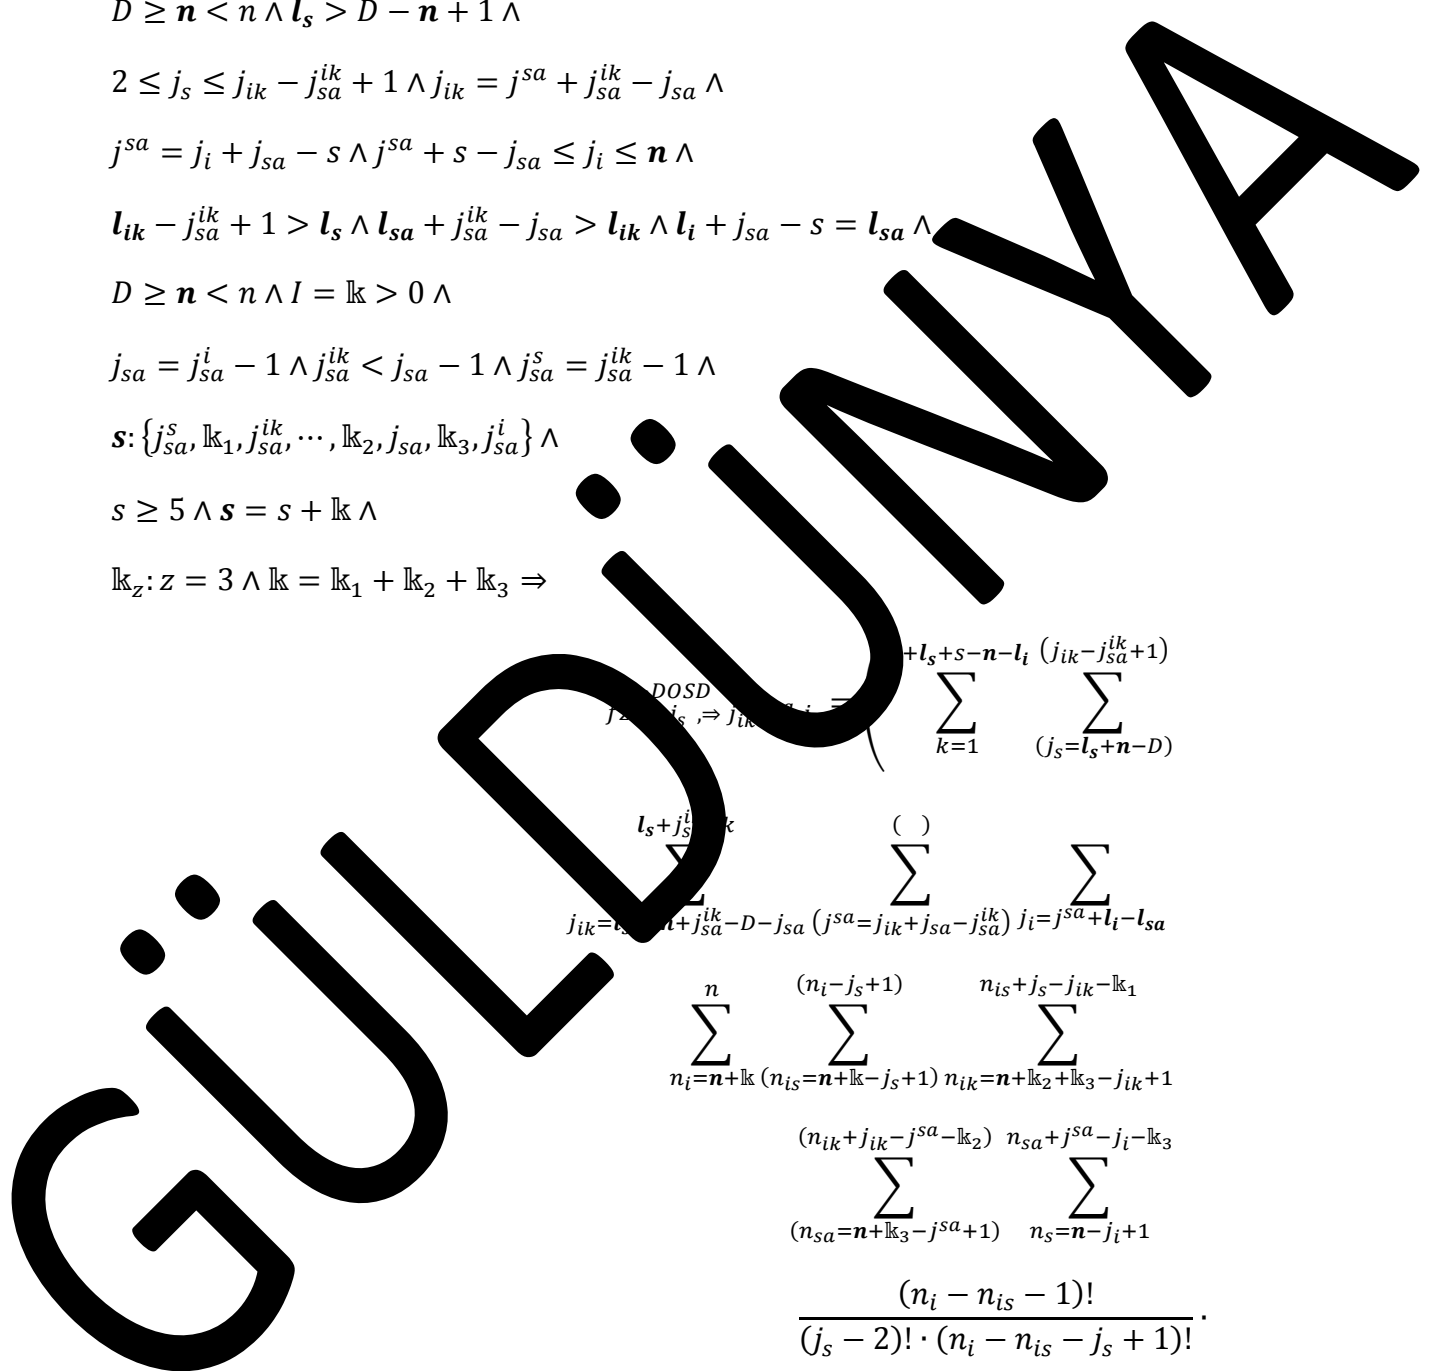 D ≥ n < n ∧ l_s > D − n + 1 ∧
2 ≤ j_s ≤ j_{ik} − j_{sa}^{ik} + 1 ∧ j_{ik} = j^{sa} + j_{sa}^{ik} − j_{sa} ∧
j^{sa} = j_i + j_{sa} − s ∧ j^{sa} + s − j_{sa} ≤ j_i ≤ n ∧
l_{ik} − j_{sa}^{ik} + 1 > l_s ∧ l_{sa} + j_{sa}^{ik} − j_{sa} > l_{ik} ∧ l_i + j_{sa} − s = l_{sa} ∧
D ≥ n < n ∧ I = 𝕜 > 0 ∧
j_{sa} = j_{sa}^i − 1 ∧ j_{sa}^{ik} < j_{sa} − 1 ∧ j_{sa}^s = j_{sa}^{ik} − 1 ∧
s: {j_{sa}^s, 𝕜_1, j_{sa}^{ik}, ⋯, 𝕜_2, j_{sa}, 𝕜_3, j_{sa}^i} ∧
s ≥ 5 ∧ s = s + 𝕜 ∧
𝕜_z: z = 3 ∧ 𝕜 = 𝕜_1 + 𝕜_2 + 𝕜_3 ⇒
+l_s+s−n−l_i (j_{ik}−j_{sa}^{ik}+1)
DOSD
j_s ,⇒ = ( ∑ ∑
k=1 (j_s=l_s+n−D)
( )
∑ ∑ ∑
+j_{sa}^{ik}−D−j_{sa} (j^{sa}=j_{ik}+j_{sa}−j_{sa}^{ik}) j_i=j^{sa}+l_i−l_{sa}
n (n_i−j_s+1) n_{is}+j_s−j_{ik}−𝕜_1
∑ ∑ ∑
n_i=n+𝕜 (n_{is}=n+𝕜−j_s+1) n_{ik}=n+𝕜_2+𝕜_3−j_{ik}+1
(n_{ik}+j_{ik}−j^{sa}−𝕜_2) n_{sa}+j^{sa}−j_i−𝕜_3
∑ ∑
(n_{sa}=n+𝕜_3−j^{sa}+1) n_s=n−j_i+1
(n_i − n_{is} − 1)!
(j_s − 2)! · (n_i − n_{is} − j_s + 1)! ·
GÜLDÜNYA